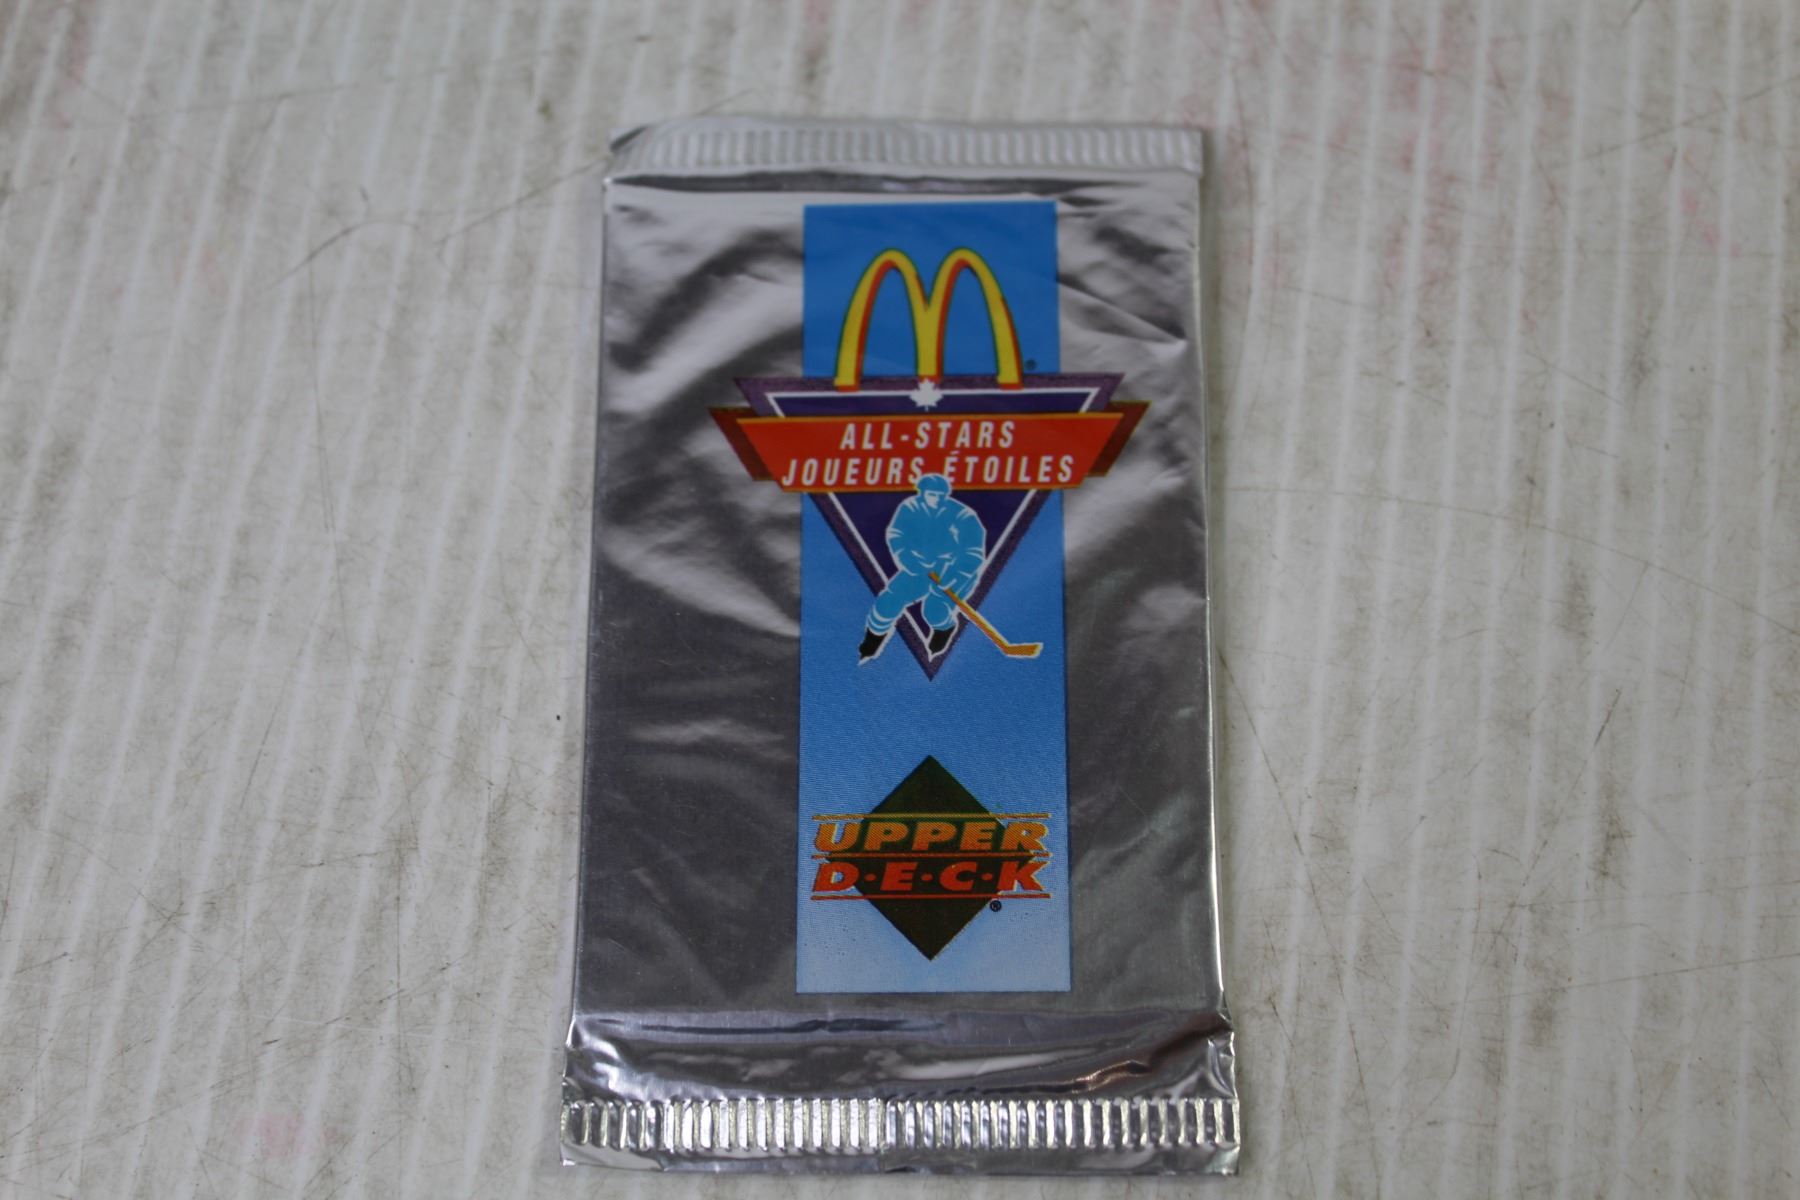 ALL-STARS
JOUEURS ÉTOILES
UPPER
D·E·C·K
®